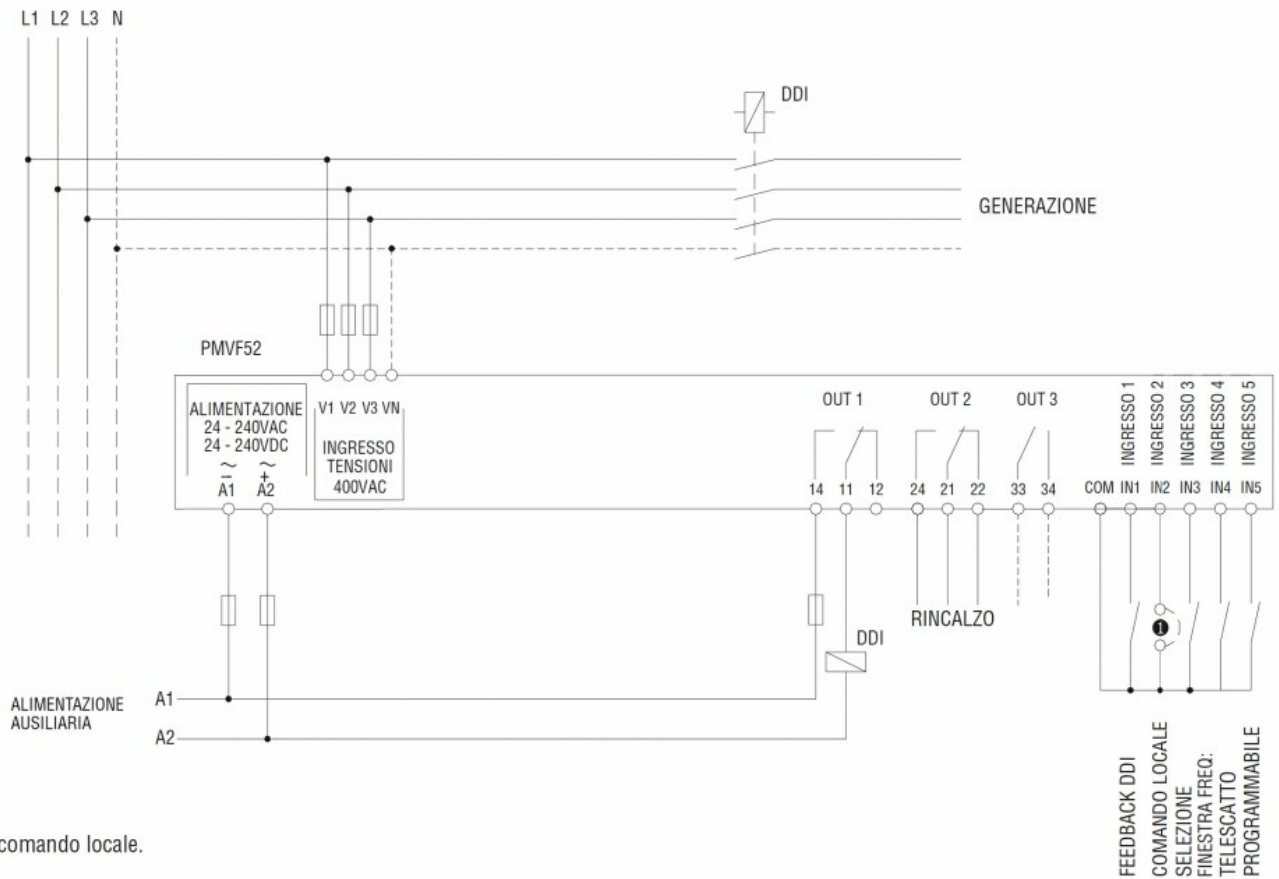 L1 L2 L3 N
DDI
GENERAZIONE
PMVF52
ALIMENTAZIONE
24 - 240VAC
24 - 240VDC
~ ~
- +
A1 A2
V1 V2 V3 VN
INGRESSO
TENSIONI
400VAC
OUT 1
OUT 2
OUT 3
14 11 12
24 21 22
33 34
INGRESSO 1
INGRESSO 2
INGRESSO 3
INGRESSO 4
INGRESSO 5
COM IN1 IN2 IN3 IN4 IN5
RINCALZO
DDI
1
ALIMENTAZIONE
AUSILIARIA
A1
A2
FEEDBACK DDI
COMANDO LOCALE
SELEZIONE
FINESTRA FREQ:
TELESCATTO
PROGRAMMABILE
comando locale.